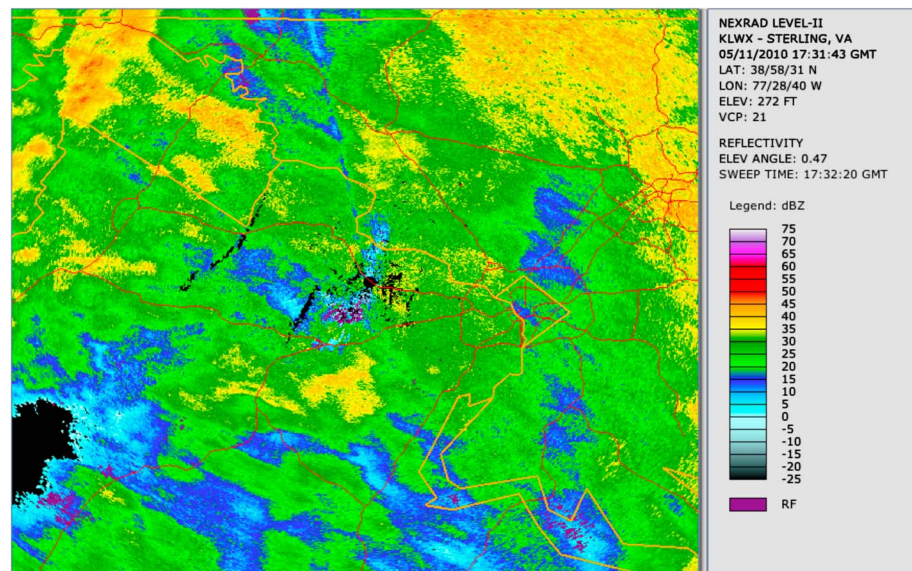 NEXRAD LEVEL-II
KLWX - STERLING, VA
05/11/2010 17:31:43 GMT
LAT: 38/58/31 N
LON: 77/28/40 W
ELEV: 272 FT
VCP: 21
REFLECTIVITY
ELEV ANGLE: 0.47
SWEEP TIME: 17:32:20 GMT
Legend: dBZ
75
70
65
60
55
50
45
40
35
30
25
20
15
10
5
0
-5
-10
-15
-20
-25
RF